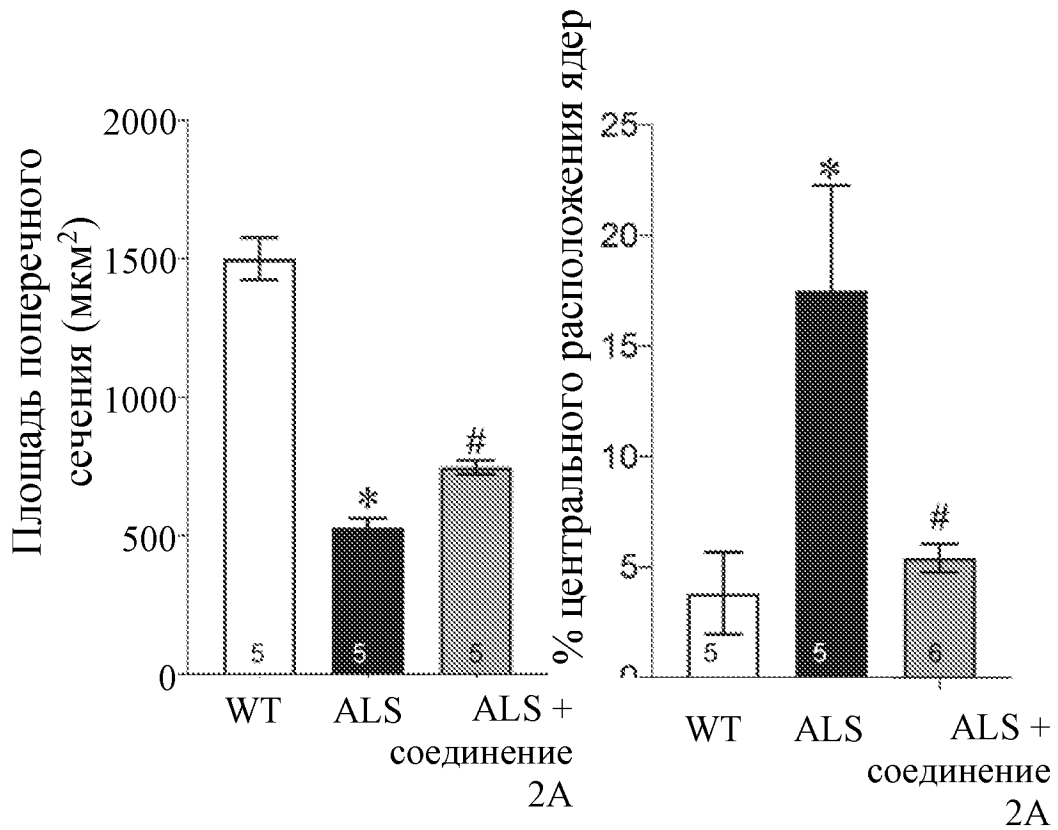 Площадь поперечного
сечения (мкм²)
2000
1500
1000
500
0
*
#
5
5
5
WT
ALS
ALS +
соединение
2A
% центрального расположения ядер
25
20
15
10
5
0
*
#
5
5
6
WT
ALS
ALS +
соединение
2A